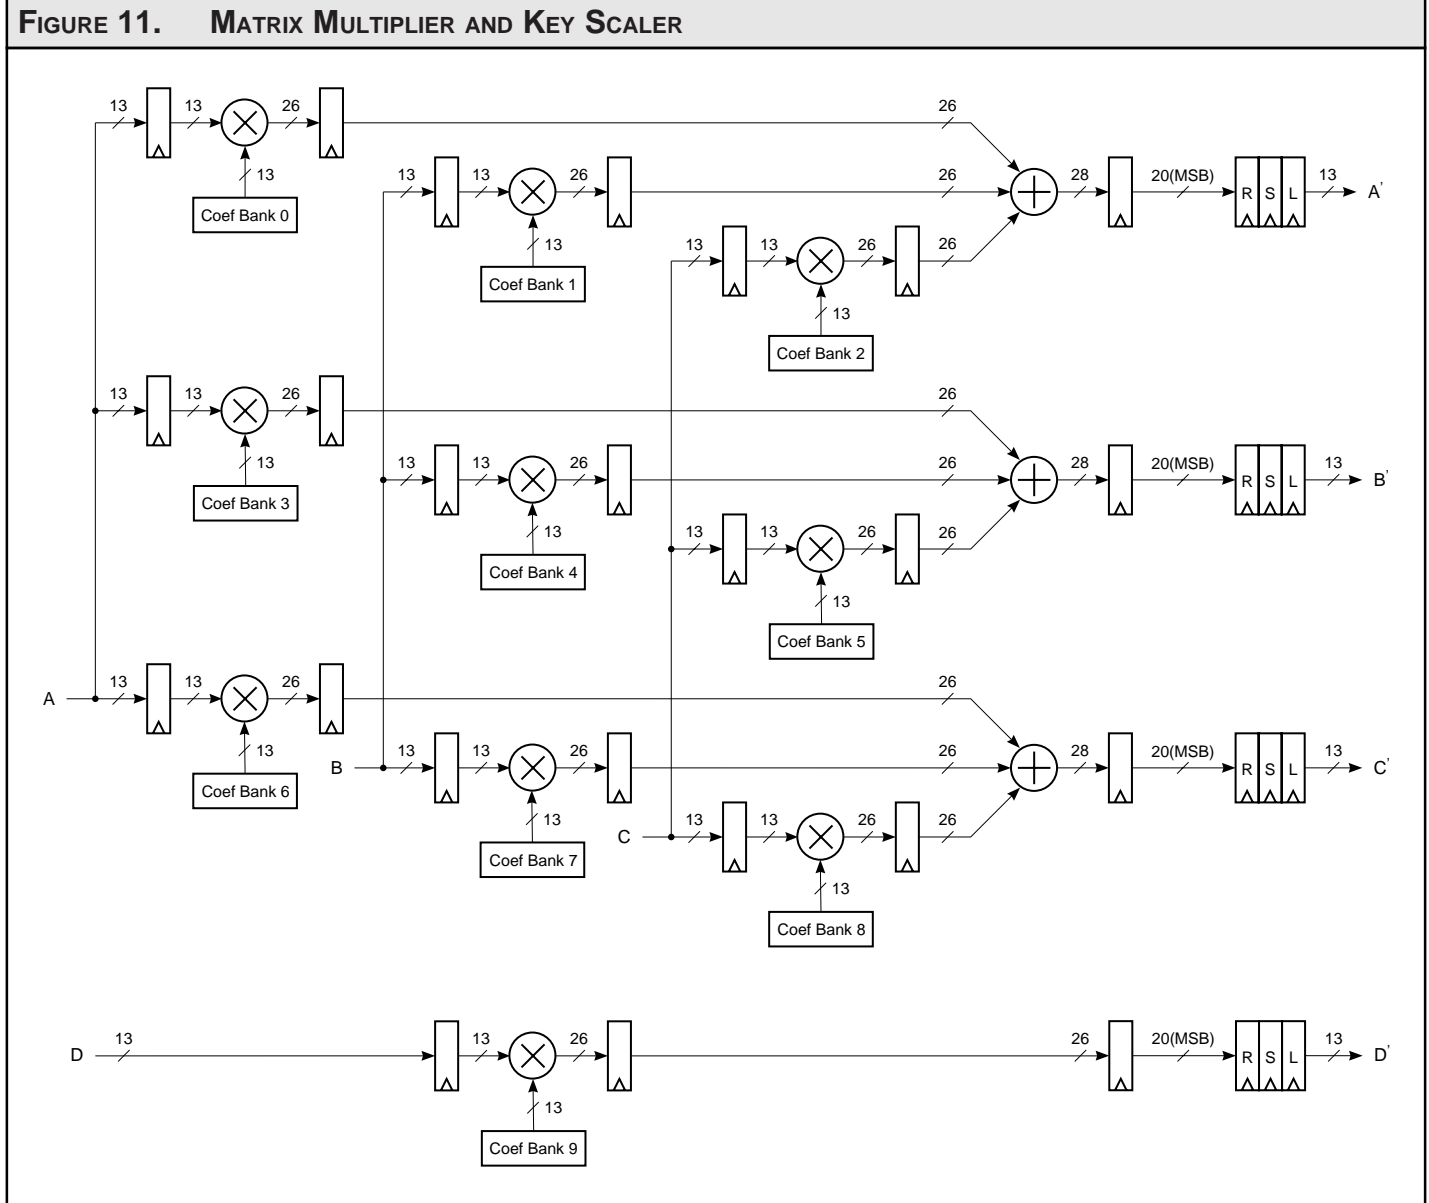 FIGURE 11. MATRIX MULTIPLIER AND KEY SCALER
13 13 26 26
13
Coef Bank 0
13 13 26 26 28 20(MSB) R S L 13 A'
13
Coef Bank 1
13 13 26 26
13
Coef Bank 2
13 13 26 26
13
Coef Bank 3
13 13 26 26 28 20(MSB) R S L 13 B'
13
Coef Bank 4
13 13 26 26
13
Coef Bank 5
A 13 13 26 26
13
Coef Bank 6
B 13 13 26 26 28 20(MSB) R S L 13 C'
13
Coef Bank 7
C 13 13 26 26
13
Coef Bank 8
D 13 13 26 26 20(MSB) R S L 13 D'
13
Coef Bank 9